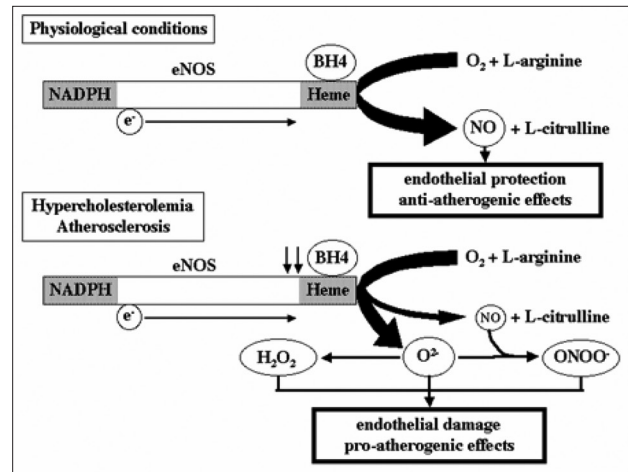 Physiological conditions
eNOS
BH4
O₂ + L-arginine
NADPH
Heme
e⁻
NO + L-citrulline
endothelial protection
anti-atherogenic effects
Hypercholesterolemia
Atherosclerosis
eNOS
↓↓ BH4
O₂ + L-arginine
NADPH
Heme
e⁻
NO + L-citrulline
H₂O₂
O²⁻
ONOO⁻
endothelial damage
pro-atherogenic effects